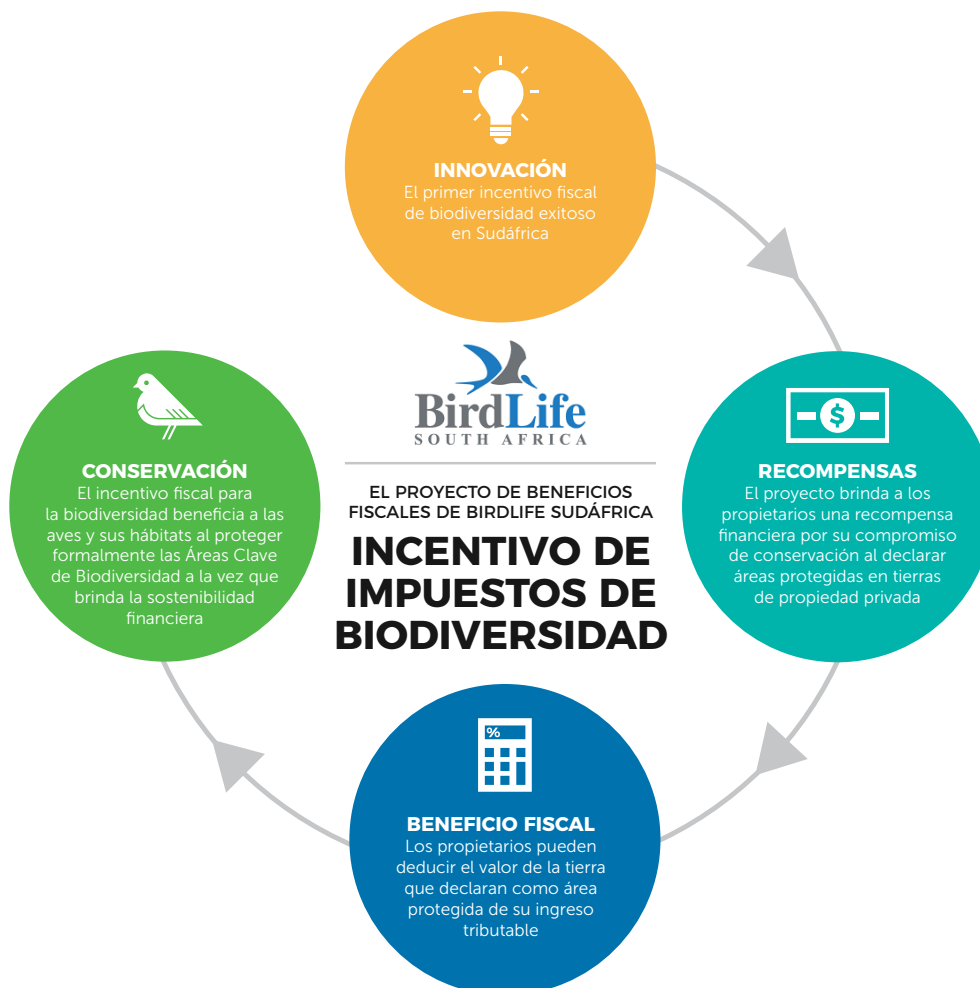 INNOVACIÓN
El primer incentivo fiscal
de biodiversidad exitoso
en Sudáfrica
BirdLife
SOUTH AFRICA
EL PROYECTO DE BENEFICIOS
FISCALES DE BIRDLIFE SUDÁFRICA
INCENTIVO DE
IMPUESTOS DE
BIODIVERSIDAD
$
RECOMPENSAS
El proyecto brinda a los
propietarios una recompensa
financiera por su compromiso
de conservación al declarar
áreas protegidas en tierras
de propiedad privada
%
BENEFICIO FISCAL
Los propietarios pueden
deducir el valor de la tierra
que declaran como área
protegida de su ingreso
tributable
CONSERVACIÓN
El incentivo fiscal para
la biodiversidad beneficia a las
aves y sus hábitats al proteger
formalmente las Áreas Clave
de Biodiversidad a la vez que
brinda la sostenibilidad
financiera